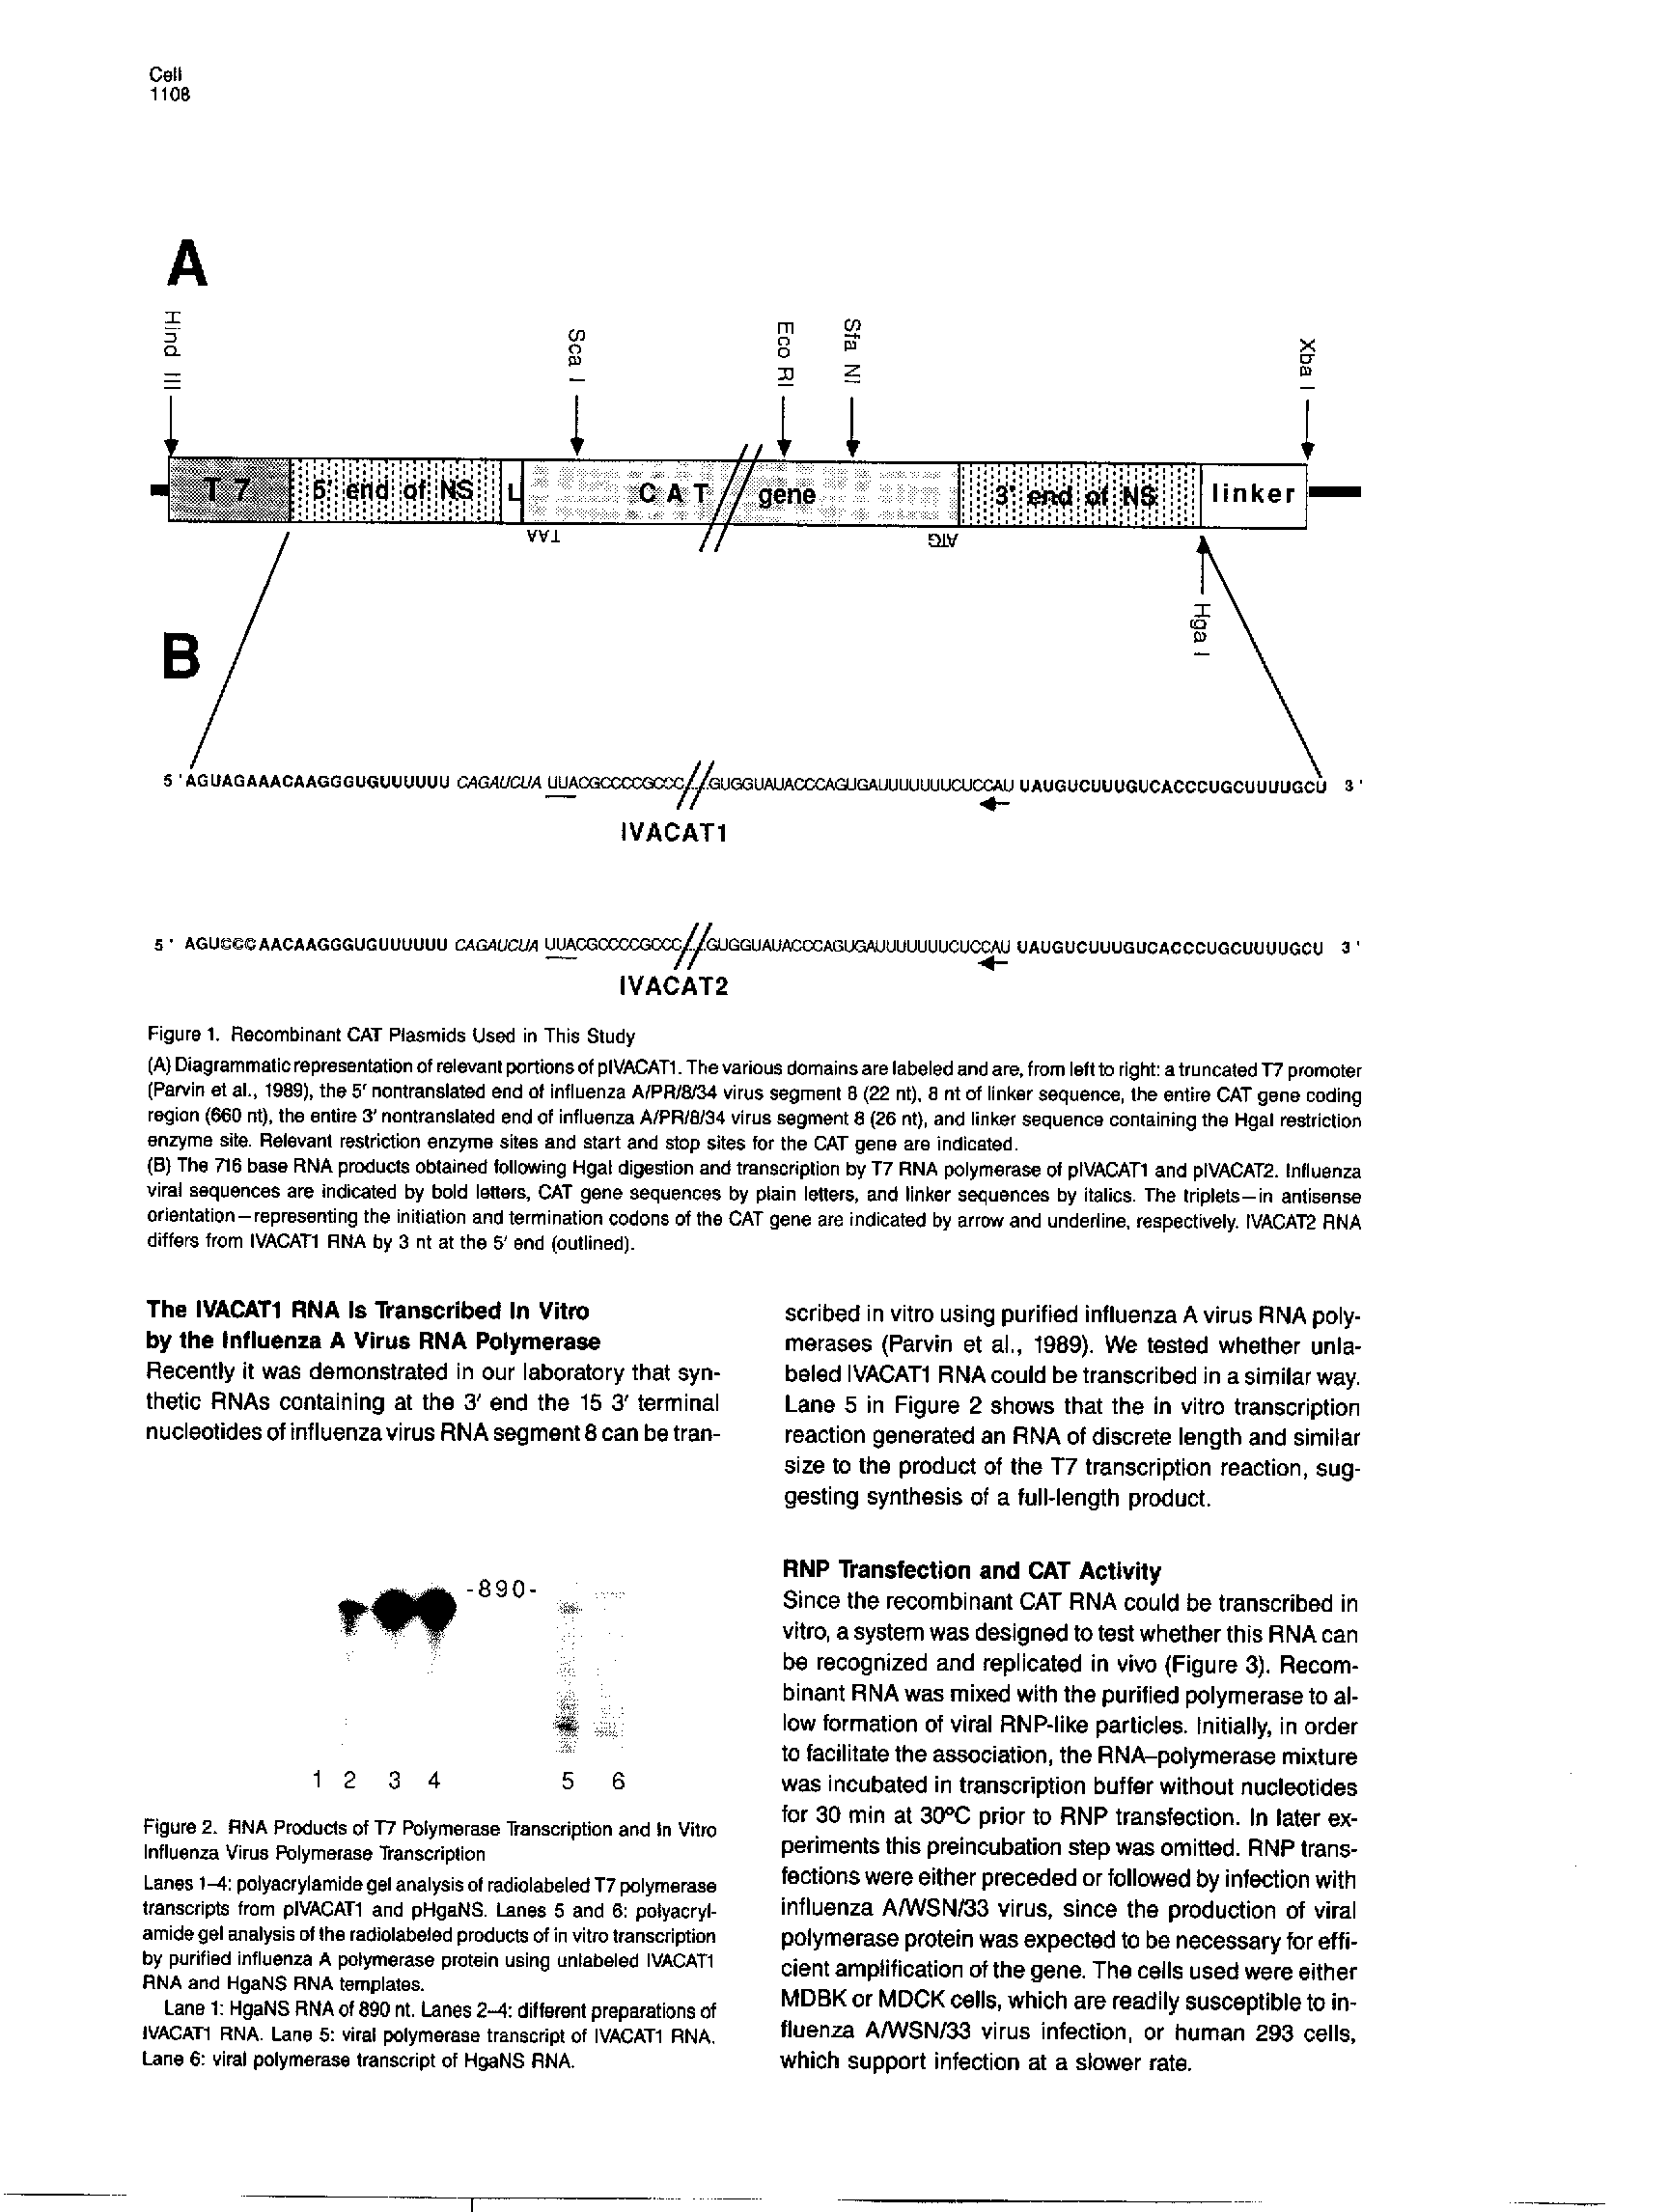 Cell
1108
A
Hind III
Sca I
Eco RI
Sfa NI
Xba I
T 7
5' end of NS
L
C A T
gene
3' end of NS
linker
TAA
ATG
Hga I
B
5 'AGUAGAAACAAGGGUGUUUUUU CAGAUCUA UUACGCCCCGCCC/..../.GUGGUAUACCCAGUGAUUUUUUUCUCCAU UAUGUCUUUGUCACCCUGCUUUUGCU 3 '
IVACAT1
5 ' AGUCCCAACAAGGGUGUUUUUU CAGAUCUA UUACGCCCCGCCC/..../.GUGGUAUACCCAGUGAUUUUUUUCUCCAU UAUGUCUUUGUCACCCUGCUUUUGCU 3 '
IVACAT2
Figure 1. Recombinant CAT Plasmids Used in This Study
(A) Diagrammatic representation of relevant portions of pIVACAT1. The various domains are labeled and are, from left to right: a truncated T7 promoter
(Parvin et al., 1989), the 5' nontranslated end of influenza A/PR/8/34 virus segment 8 (22 nt), 8 nt of linker sequence, the entire CAT gene coding
region (660 nt), the entire 3' nontranslated end of influenza A/PR/8/34 virus segment 8 (26 nt), and linker sequence containing the HgaI restriction
enzyme site. Relevant restriction enzyme sites and start and stop sites for the CAT gene are indicated.
(B) The 716 base RNA products obtained following HgaI digestion and transcription by T7 RNA polymerase of pIVACAT1 and pIVACAT2. Influenza
viral sequences are indicated by bold letters, CAT gene sequences by plain letters, and linker sequences by italics. The triplets—in antisense
orientation—representing the initiation and termination codons of the CAT gene are indicated by arrow and underline, respectively. IVACAT2 RNA
differs from IVACAT1 RNA by 3 nt at the 5' end (outlined).
The IVACAT1 RNA Is Transcribed In Vitro
by the Influenza A Virus RNA Polymerase
Recently it was demonstrated in our laboratory that syn-
thetic RNAs containing at the 3' end the 15 3' terminal
nucleotides of influenza virus RNA segment 8 can be tran-
-890-
1 2 3 4 5 6
Figure 2. RNA Products of T7 Polymerase Transcription and In Vitro
Influenza Virus Polymerase Transcription
Lanes 1–4: polyacrylamide gel analysis of radiolabeled T7 polymerase
transcripts from pIVACAT1 and pHgaNS. Lanes 5 and 6: polyacryl-
amide gel analysis of the radiolabeled products of in vitro transcription
by purified influenza A polymerase protein using unlabeled IVACAT1
RNA and HgaNS RNA templates.
Lane 1: HgaNS RNA of 890 nt. Lanes 2–4: different preparations of
IVACAT1 RNA. Lane 5: viral polymerase transcript of IVACAT1 RNA.
Lane 6: viral polymerase transcript of HgaNS RNA.
scribed in vitro using purified influenza A virus RNA poly-
merases (Parvin et al., 1989). We tested whether unla-
beled IVACAT1 RNA could be transcribed in a similar way.
Lane 5 in Figure 2 shows that the in vitro transcription
reaction generated an RNA of discrete length and similar
size to the product of the T7 transcription reaction, sug-
gesting synthesis of a full-length product.
RNP Transfection and CAT Activity
Since the recombinant CAT RNA could be transcribed in
vitro, a system was designed to test whether this RNA can
be recognized and replicated in vivo (Figure 3). Recom-
binant RNA was mixed with the purified polymerase to al-
low formation of viral RNP-like particles. Initially, in order
to facilitate the association, the RNA–polymerase mixture
was incubated in transcription buffer without nucleotides
for 30 min at 30°C prior to RNP transfection. In later ex-
periments this preincubation step was omitted. RNP trans-
fections were either preceded or followed by infection with
influenza A/WSN/33 virus, since the production of viral
polymerase protein was expected to be necessary for effi-
cient amplification of the gene. The cells used were either
MDBK or MDCK cells, which are readily susceptible to in-
fluenza A/WSN/33 virus infection, or human 293 cells,
which support infection at a slower rate.